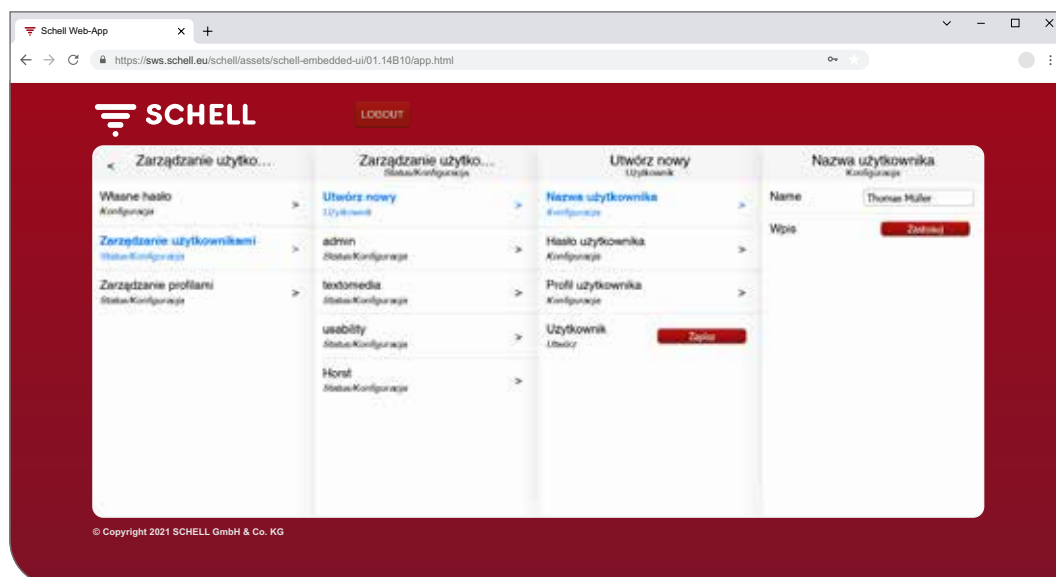 Schell Web-App
https://sws.schell.eu/schell/assets/schell-embedded-ui/01.14B10/app.html
SCHELL
LOGOUT
< Zarządzanie użytko...
Własne hasło
Konfiguracja
>
Zarządzanie użytkownikami
Status/Konfiguracja
>
Zarządzanie profilami
Status/Konfiguracja
>
Zarządzanie użytko...
Status/Konfiguracja
Utwórz nowy
Użytkownik
>
admin
Status/Konfiguracja
>
textomedia
Status/Konfiguracja
>
usability
Status/Konfiguracja
>
Horst
Status/Konfiguracja
>
Utwórz nowy
Użytkownik
Nazwa użytkownika
Konfiguracja
>
Hasło użytkownika
Konfiguracja
>
Profil użytkownika
Konfiguracja
>
Użytkownik
Utwórz
Zapisz
Nazwa użytkownika
Konfiguracja
Name Thomas Müller
Wpis Zastosuj
© Copyright 2021 SCHELL GmbH & Co. KG